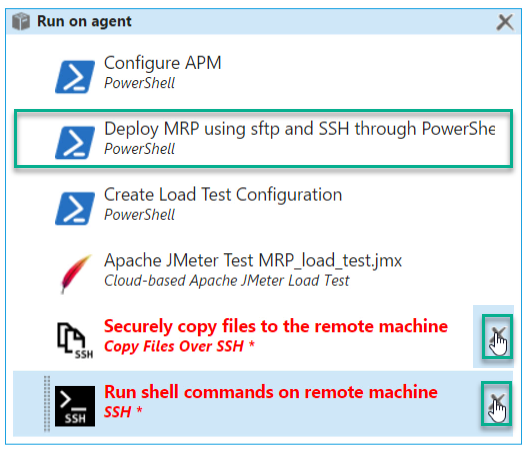 Run on agent
Configure APM
PowerShell
Deploy MRP using sftp and SSH through PowerShe
PowerShell
Create Load Test Configuration
PowerShell
Apache JMeter Test MRP_load_test.jmx
Cloud-based Apache JMeter Load Test
Securely copy files to the remote machine
Copy Files Over SSH *
SSH
Run shell commands on remote machine
SSH *
SSH